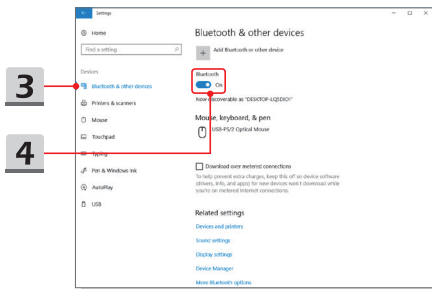 Settings
Home
Find a setting
Devices
Bluetooth & other devices
Printers & scanners
Mouse
Touchpad
Typing
Pen & Windows Ink
AutoPlay
USB
3
4
Bluetooth & other devices
Add Bluetooth or other device
Bluetooth
On
Now discoverable as "DESKTOP-LQ5DIO!"
Mouse, keyboard, & pen
USB-PS/2 Optical Mouse
Download over metered connections
To help prevent extra charges, keep this off so device software
(drivers, info, and apps) for new devices won't download while
you're on metered Internet connections.
Related settings
Devices and printers
Sound settings
Display settings
Device Manager
More Bluetooth options